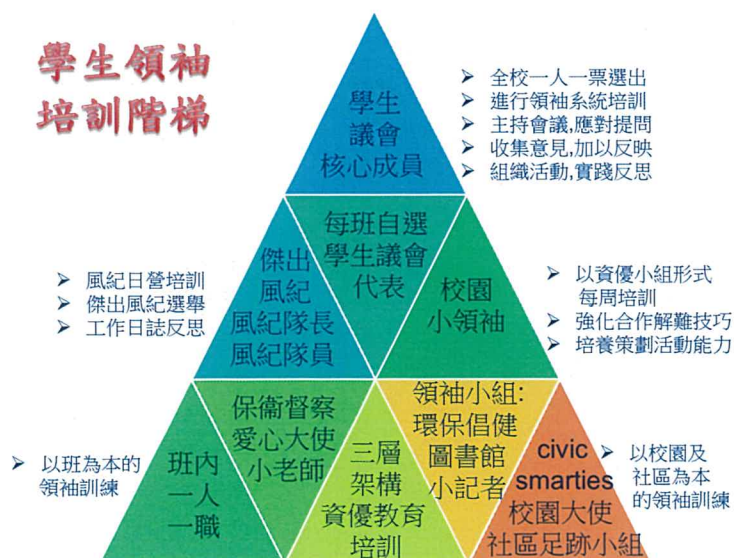 學生領袖
培訓階梯
學生
議會
核心成員
➢ 全校一人一票選出
➢ 進行領袖系統培訓
➢ 主持會議,應對提問
➢ 收集意見,加以反映
➢ 組織活動,實踐反思
➢ 風紀日營培訓
➢ 傑出風紀選舉
➢ 工作日誌反思
傑出
風紀
風紀隊長
風紀隊員
每班自選
學生議會
代表
校園
小領袖
➢ 以資優小組形式
每周培訓
➢ 強化合作解難技巧
➢ 培養策劃活動能力
➢ 以班為本的
領袖訓練
班內
一人
一職
保衞督察
愛心大使
小老師
三層
架構
資優教育
培訓
領袖小組:
環保倡健
圖書館
小記者
civic
smarties
校園大使
社區足跡小組
➢ 以校園及
社區為本
的領袖訓練